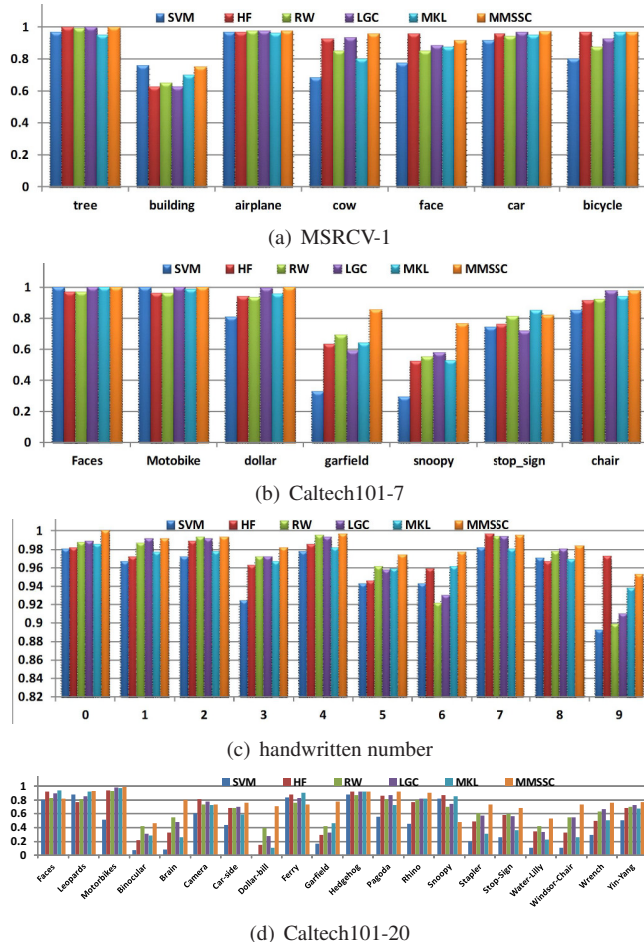 SVM HF RW LGC MKL MMSSC
1
0.8
0.6
0.4
0.2
0
tree building airplane cow face car bicycle
(a) MSRCV-1
SVM HF RW LGC MKL MMSSC
1
0.8
0.6
0.4
0.2
0
Faces Motobike dollar garfield snoopy stop_sign chair
(b) Caltech101-7
SVM HF RW LGC MKL MMSSC
1
0.98
0.96
0.94
0.92
0.9
0.88
0.86
0.84
0.82
0 1 2 3 4 5 6 7 8 9
(c) handwritten number
SVM HF RW LGC MKL MMSSC
1
0.8
0.6
0.4
0.2
0
Faces Leopards Motorbikes Binocular Brain Camera Car-side Dollar-bill Ferry Garfield Hedgehog Pagoda Rhino Snoopy Stapler Stop-Sign Water-Lilly Windsor-Chair Wrench Yin-Yang
(d) Caltech101-20